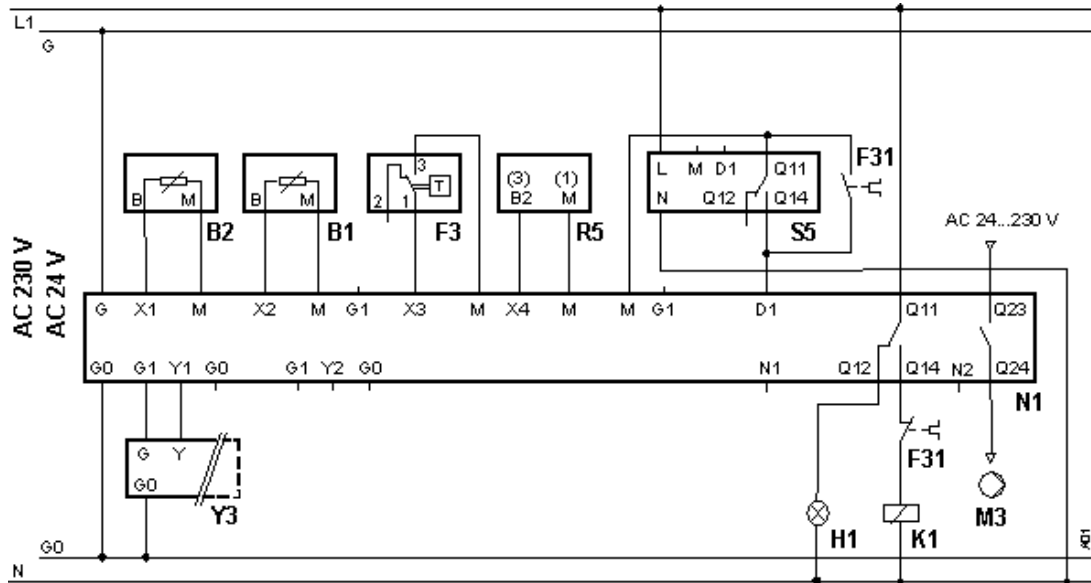 L1
G
AC 230 V
AC 24 V
B M
B2
B M
B1
3
T
2 1
F3
(3) (1)
B2 M
R5
L M D1 Q11
N Q12 Q14
S5
F31
AC 24...230 V
G X1 M X2 M G1 X3 M X4 M M G1 D1 Q11 Q23
G0 G1 Y1 G0 G1 Y2 G0 N1 Q12 Q14 N2 Q24
N1
G Y
G0
Y3
F31
H1
K1
M3
G0
N